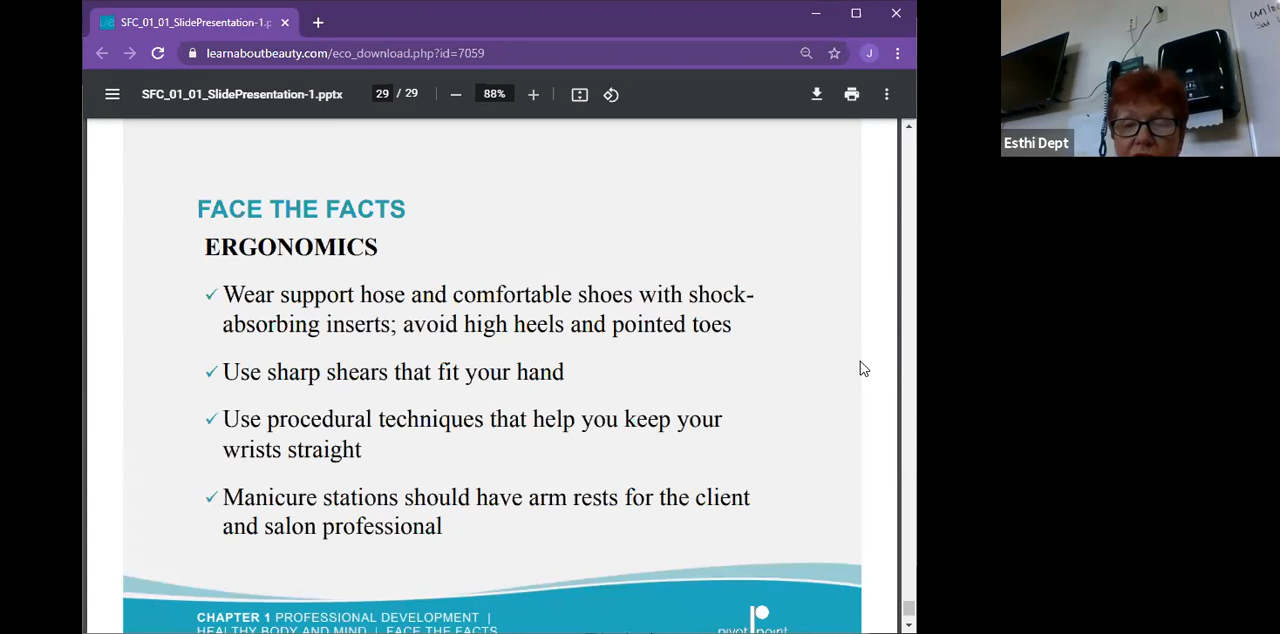 SFC_01_01_SlidePresentation-1.p
learnaboutbeauty.com/eco_download.php?id=7059
J
SFC_01_01_SlidePresentation-1.pptx
29 / 29
88%
FACE THE FACTS
ERGONOMICS
Wear support hose and comfortable shoes with shock-
absorbing inserts; avoid high heels and pointed toes
Use sharp shears that fit your hand
Use procedural techniques that help you keep your
wrists straight
Manicure stations should have arm rests for the client
and salon professional
CHAPTER 1 PROFESSIONAL DEVELOPMENT |
HEALTHY BODY AND MIND | FACE THE FACTS
pivot point
Esthi Dept